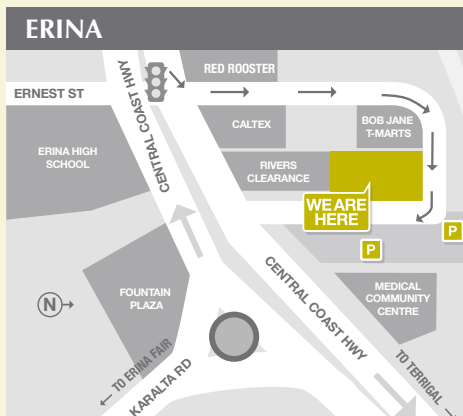 ERINA
RED ROOSTER
ERNEST ST
CENTRAL COAST HWY
CALTEX
BOB JANE
T-MARTS
ERINA HIGH
SCHOOL
RIVERS
CLEARANCE
WE ARE
HERE
P
P
CENTRAL COAST HWY
FOUNTAIN
PLAZA
N
MEDICAL
COMMUNITY
CENTRE
TO ERINA FAIR
KARALTA RD
TO TERRIGAL